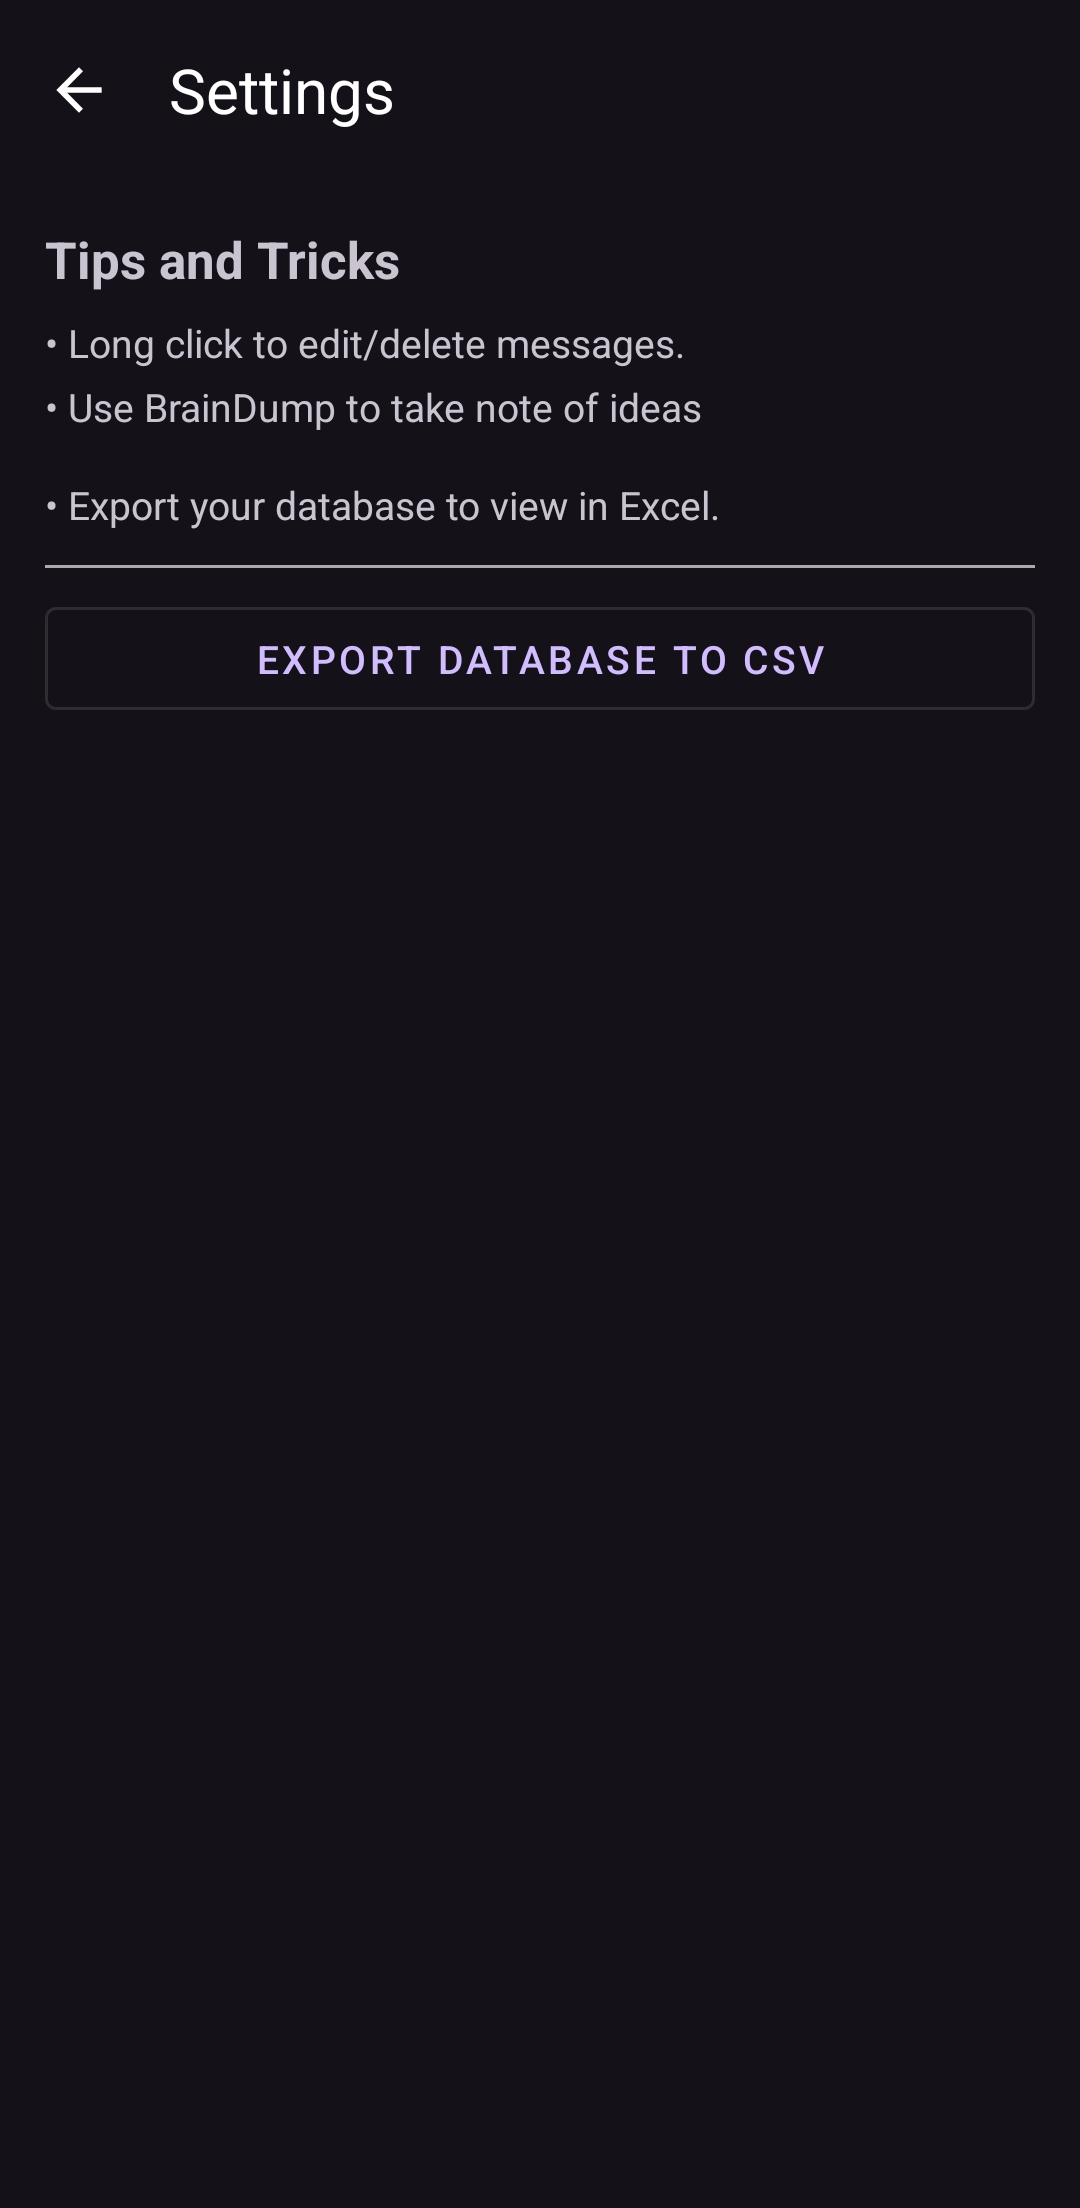 Settings
Tips and Tricks
• Long click to edit/delete messages.
• Use BrainDump to take note of ideas
• Export your database to view in Excel.
EXPORT DATABASE TO CSV